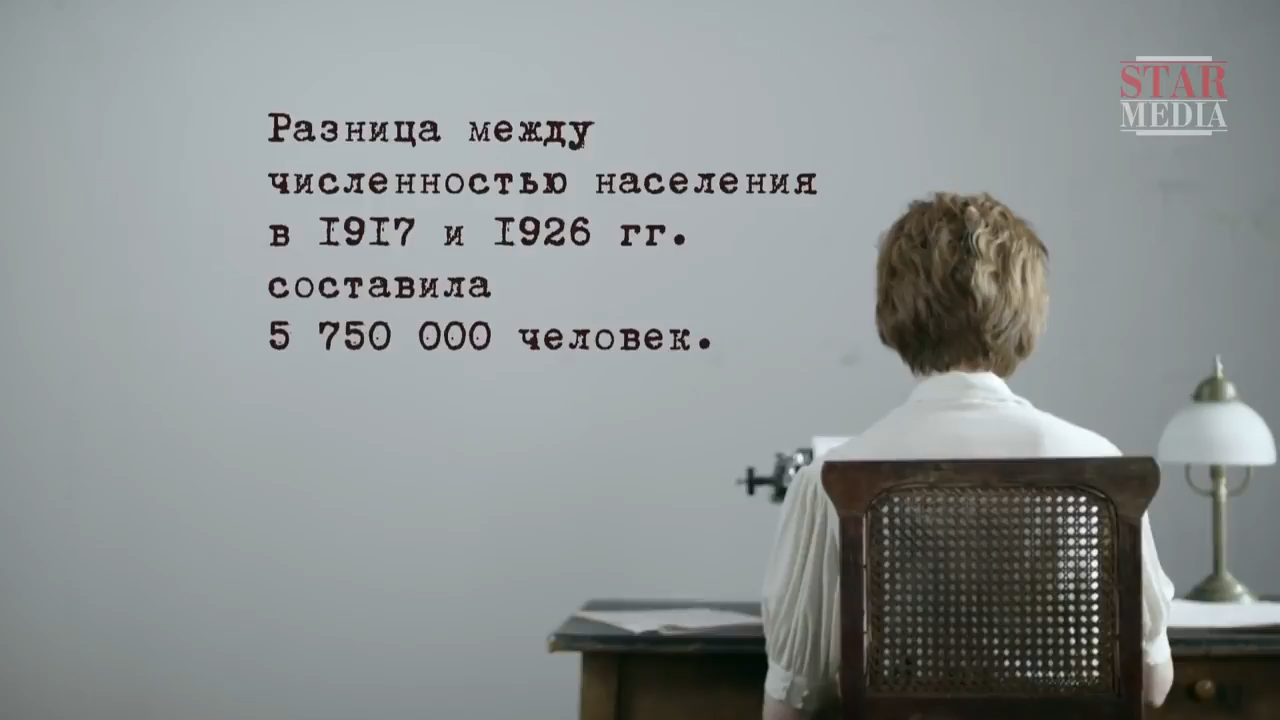 Разница между
численностью населения
в 1917 и 1926 гг.
составила
5 750 000 человек.
STAR
MEDIA